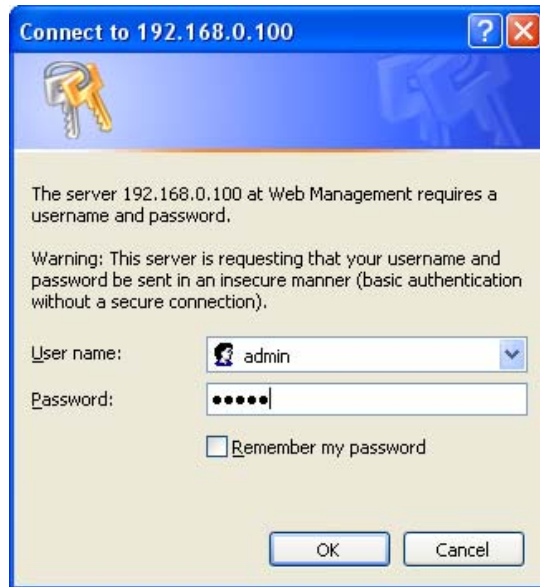 Connect to 192.168.0.100
The server 192.168.0.100 at Web Management requires a
username and password.
Warning: This server is requesting that your username and
password be sent in an insecure manner (basic authentication
without a secure connection).
User name: admin
Password: •••••
Remember my password
OK Cancel